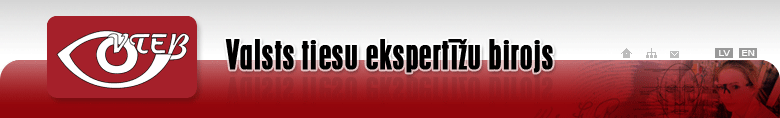 VTEB
Valsts tiesu ekspertīžu birojs
LV EN